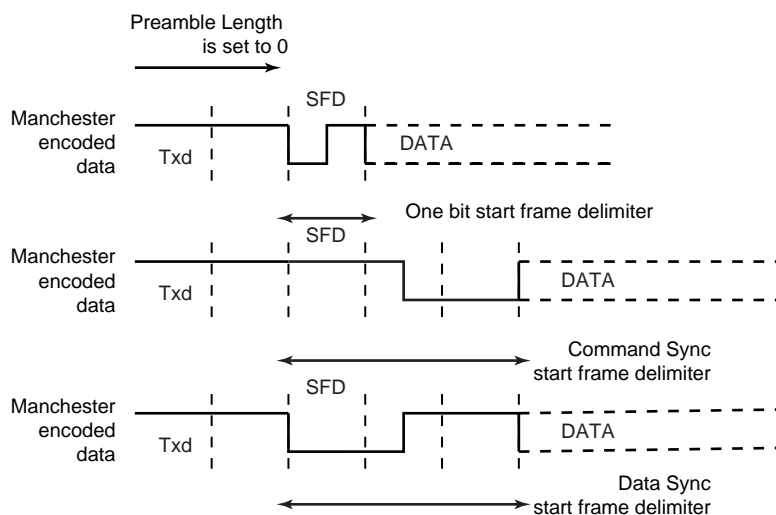 Preamble Length
is set to 0
SFD
Manchester
encoded
data
Txd
DATA
One bit start frame delimiter
SFD
Manchester
encoded
data
Txd
DATA
Command Sync
start frame delimiter
SFD
Manchester
encoded
data
Txd
DATA
Data Sync
start frame delimiter